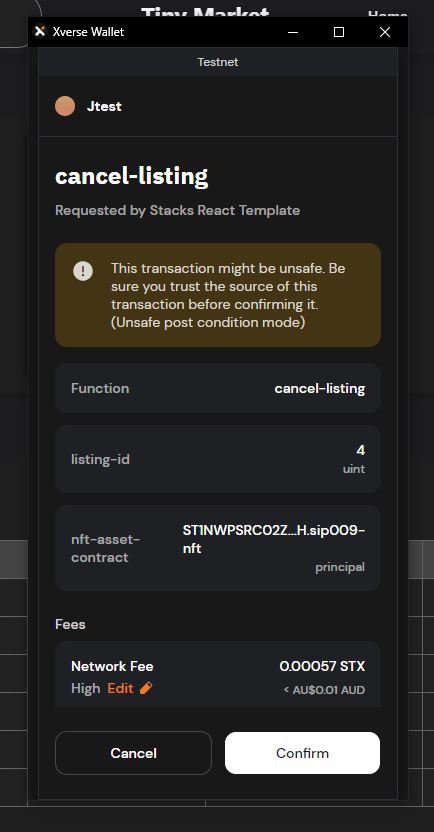 Tiny Market
Home
Xverse Wallet
Testnet
Jtest
cancel-listing
Requested by Stacks React Template
This transaction might be unsafe. Be
sure you trust the source of this
transaction before confirming it.
(Unsafe post condition mode)
Function
cancel-listing
listing-id
4
uint
nft-asset-
contract
ST1NWPSRC02Z...H.sip009-
nft
principal
Fees
Network Fee
0.00057 STX
High Edit
< AU$0.01 AUD
Cancel
Confirm